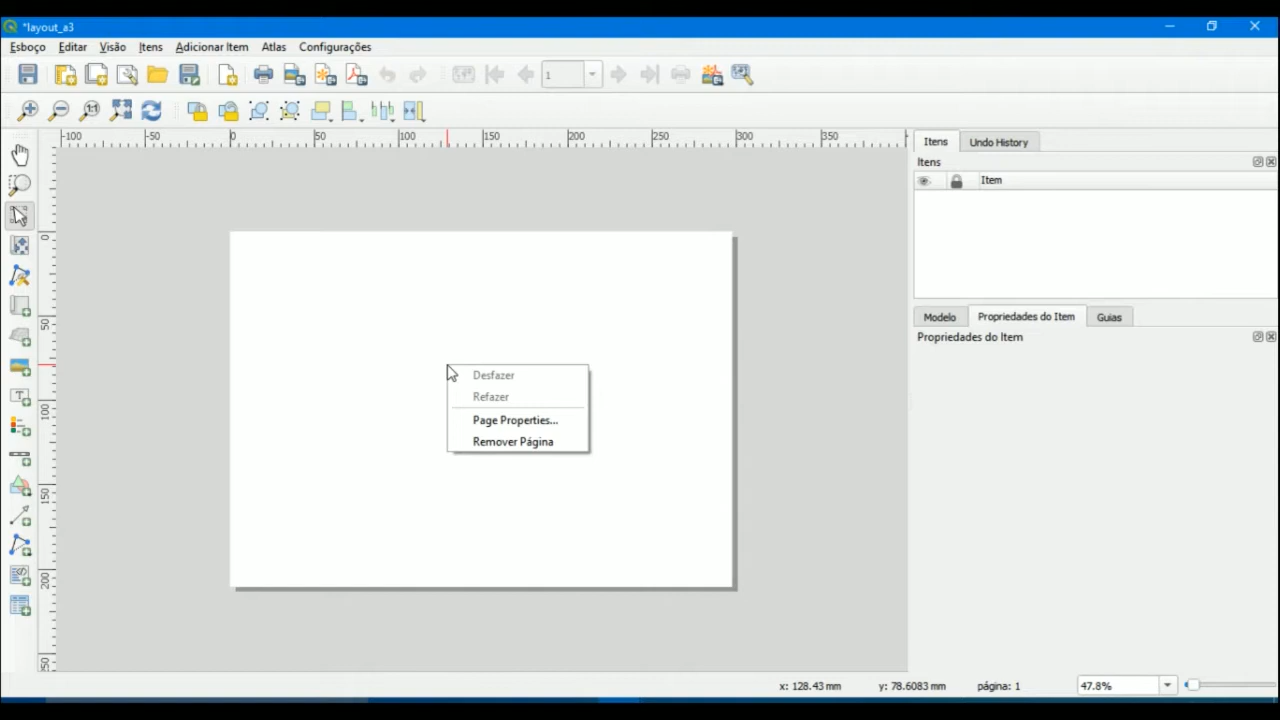 *layout_a3
Esboço Editar Visão Itens Adicionar Item Atlas Configurações
1
1:1
-100 -50 0 50 100 150 200 250 300 350
0
50
100
150
200
Itens Undo History
Itens
Item
Desfazer
Refazer
Page Properties...
Remover Página
Modelo Propriedades do Item Guias
Propriedades do Item
x: 128.43 mm y: 78.6083 mm página: 1 47.8%